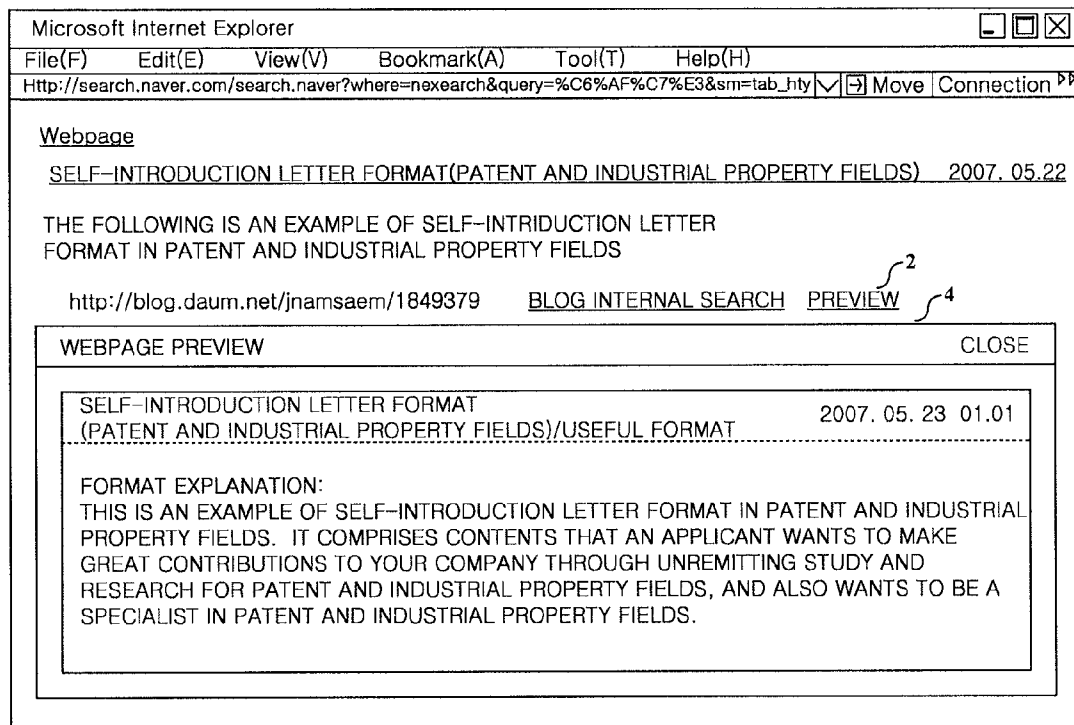 Microsoft Internet Explorer
File(F) Edit(E) View(V) Bookmark(A) Tool(T) Help(H)
Http://search.naver.com/search.naver?where=nexearch&query=%C6%AF%C7%E3&sm=tab_hty Move Connection
Webpage
SELF-INTRODUCTION LETTER FORMAT(PATENT AND INDUSTRIAL PROPERTY FIELDS) 2007. 05.22
THE FOLLOWING IS AN EXAMPLE OF SELF-INTRIDUCTION LETTER
FORMAT IN PATENT AND INDUSTRIAL PROPERTY FIELDS
2
http://blog.daum.net/jnamsaem/1849379 BLOG INTERNAL SEARCH PREVIEW 4
WEBPAGE PREVIEW CLOSE
SELF-INTRODUCTION LETTER FORMAT
(PATENT AND INDUSTRIAL PROPERTY FIELDS)/USEFUL FORMAT 2007. 05. 23 01.01
FORMAT EXPLANATION:
THIS IS AN EXAMPLE OF SELF-INTRODUCTION LETTER FORMAT IN PATENT AND INDUSTRIAL
PROPERTY FIELDS. IT COMPRISES CONTENTS THAT AN APPLICANT WANTS TO MAKE
GREAT CONTRIBUTIONS TO YOUR COMPANY THROUGH UNREMITTING STUDY AND
RESEARCH FOR PATENT AND INDUSTRIAL PROPERTY FIELDS, AND ALSO WANTS TO BE A
SPECIALIST IN PATENT AND INDUSTRIAL PROPERTY FIELDS.